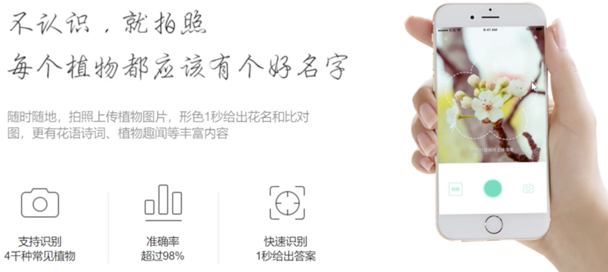 不认识，就拍照
每个植物都应该有个好名字
随时随地，拍照上传植物图片，形色1秒给出花名和比对
图，更有花语诗词、植物趣闻等丰富内容
支持识别
4千种常见植物
准确率
超过98%
快速识别
1秒给出答案